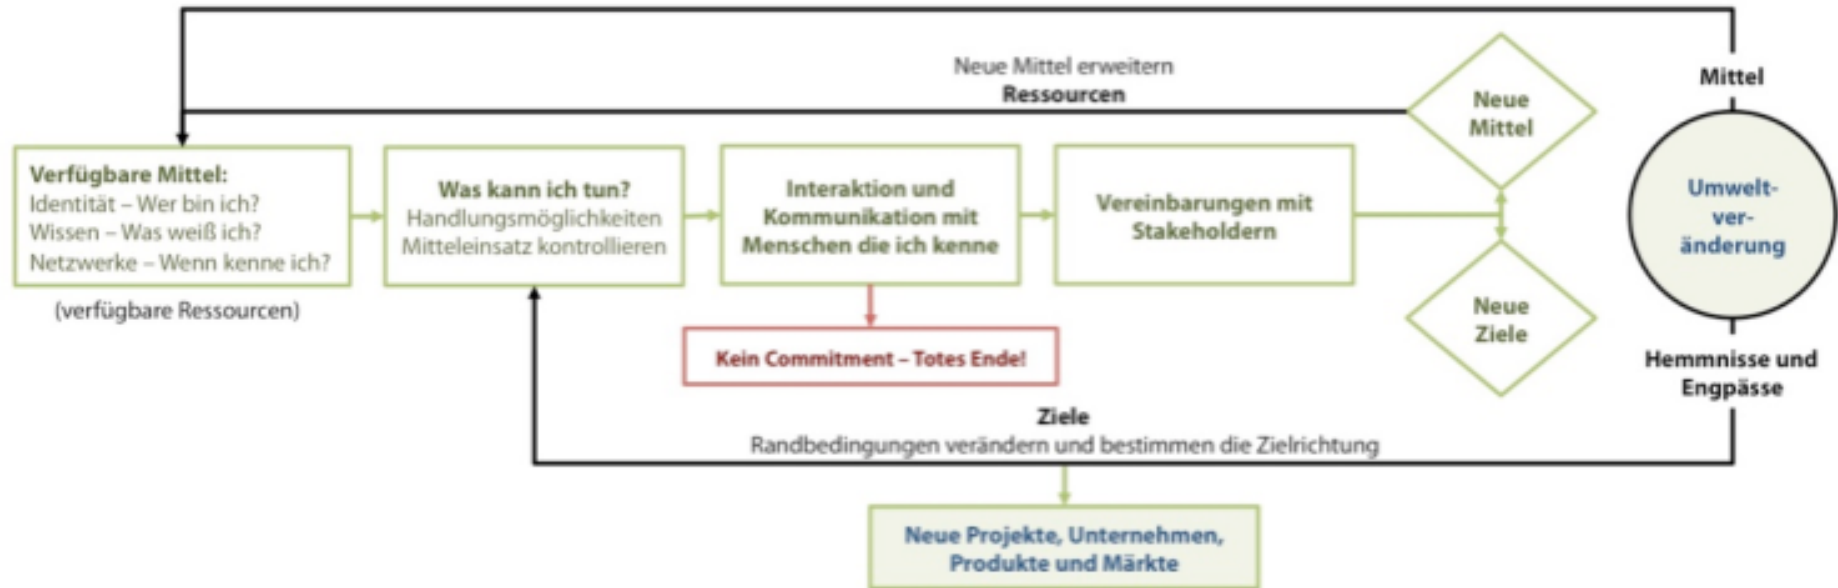 Neue Mittel erweitern
Ressourcen
Neue
Mittel
Mittel
Verfügbare Mittel:
Identität – Wer bin ich?
Wissen – Was weiß ich?
Netzwerke – Wenn kenne ich?
(verfügbare Ressourcen)
Was kann ich tun?
Handlungsmöglichkeiten
Mitteleinsatz kontrollieren
Interaktion und
Kommunikation mit
Menschen die ich kenne
Vereinbarungen mit
Stakeholdern
Umwelt-
ver-
änderung
Neue
Ziele
Kein Commitment – Totes Ende!
Hemmnisse und
Engpässe
Ziele
Randbedingungen verändern und bestimmen die Zielrichtung
Neue Projekte, Unternehmen,
Produkte und Märkte